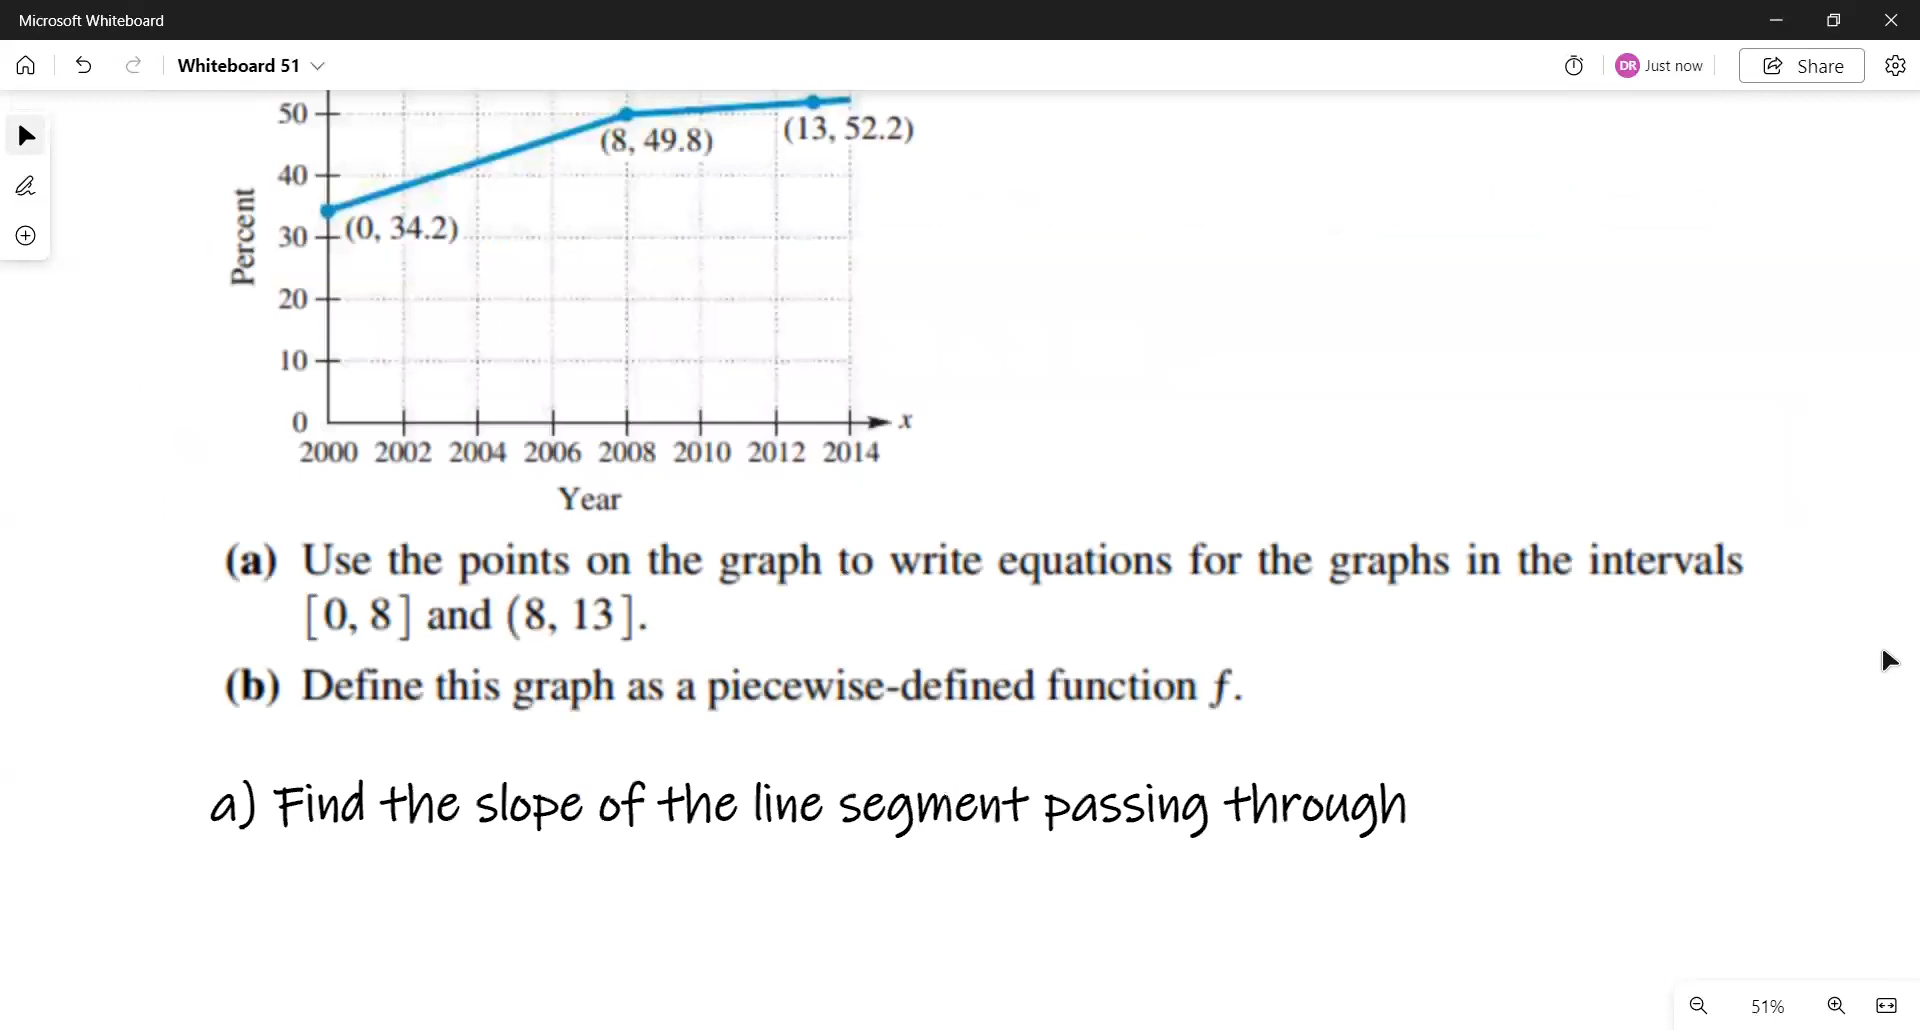 Microsoft Whiteboard
Whiteboard 51
DR Just now
Share
50
(8, 49.8)
(13, 52.2)
40
Percent
(0, 34.2)
30
20
10
0
x
2000 2002 2004 2006 2008 2010 2012 2014
Year
(a) Use the points on the graph to write equations for the graphs in the intervals
[0, 8] and (8, 13].
(b) Define this graph as a piecewise-defined function f.
a) Find the slope of the line segment passing through
51%